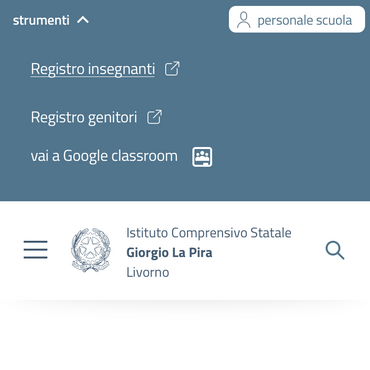 strumenti
personale scuola
Registro insegnanti
Registro genitori
vai a Google classroom
Istituto Comprensivo Statale
Giorgio La Pira
Livorno